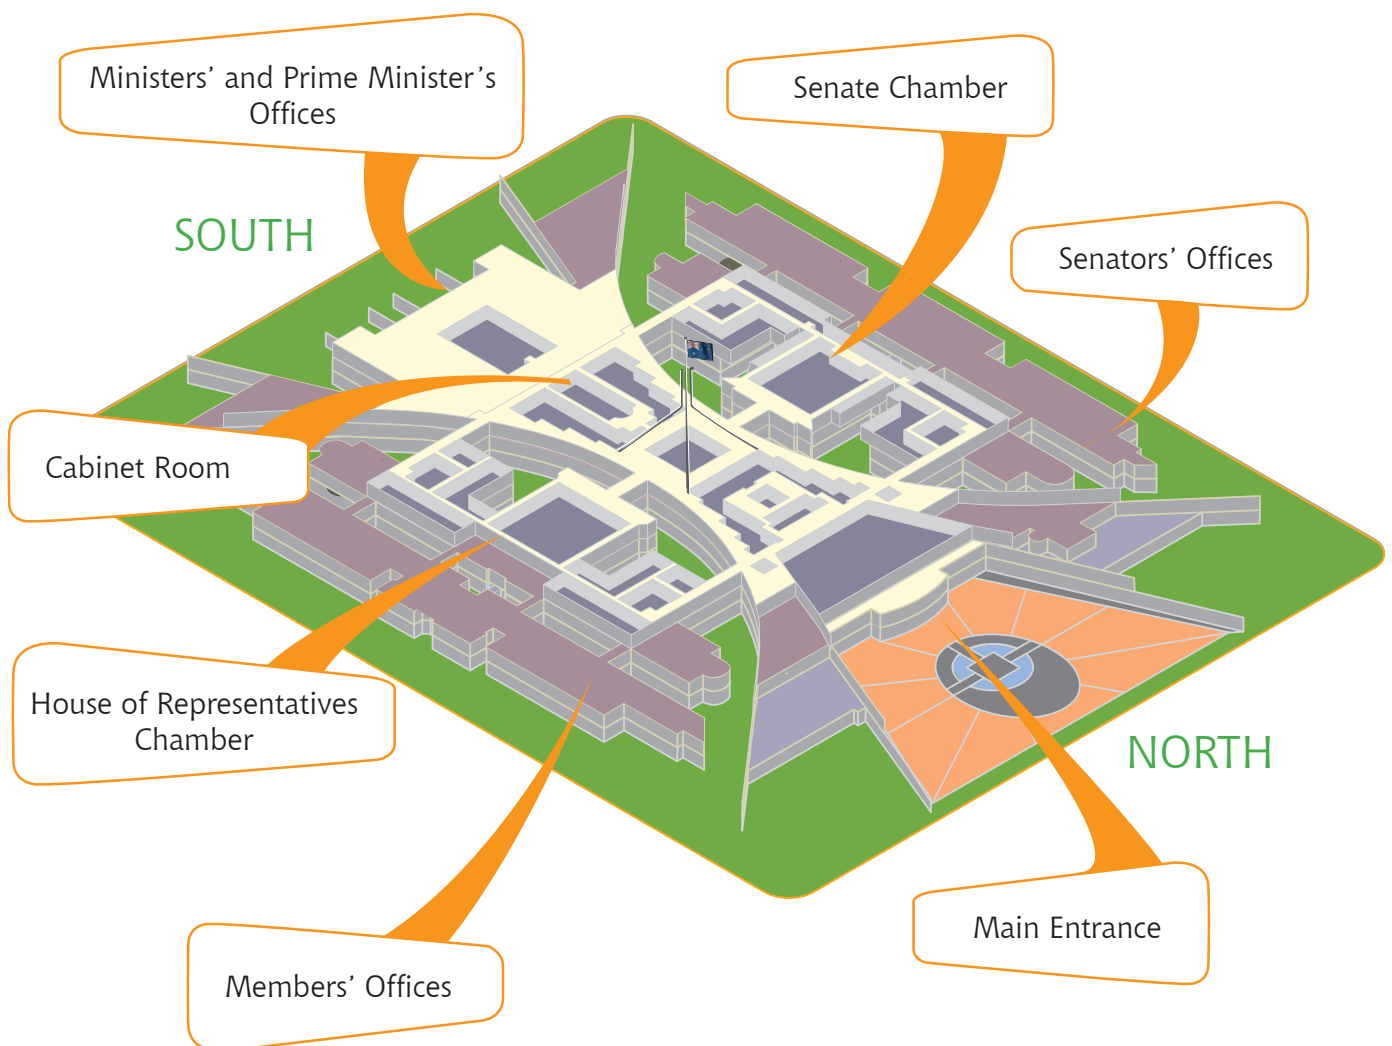 Ministers’ and Prime Minister’s
Offices
Senate Chamber
SOUTH
Senators’ Offices
Cabinet Room
House of Representatives
Chamber
NORTH
Main Entrance
Members’ Offices